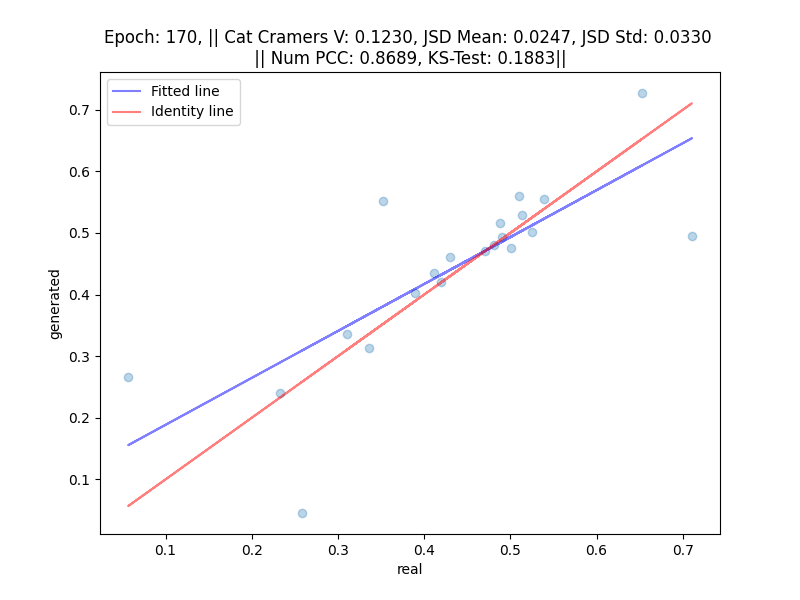 Epoch: 170, || Cat Cramers V: 0.1230, JSD Mean: 0.0247, JSD Std: 0.0330
|| Num PCC: 0.8689, KS-Test: 0.1883||
Fitted line
Identity line
0.7
0.6
0.5
0.4
0.3
0.2
0.1
generated
0.1 0.2 0.3 0.4 0.5 0.6 0.7
real